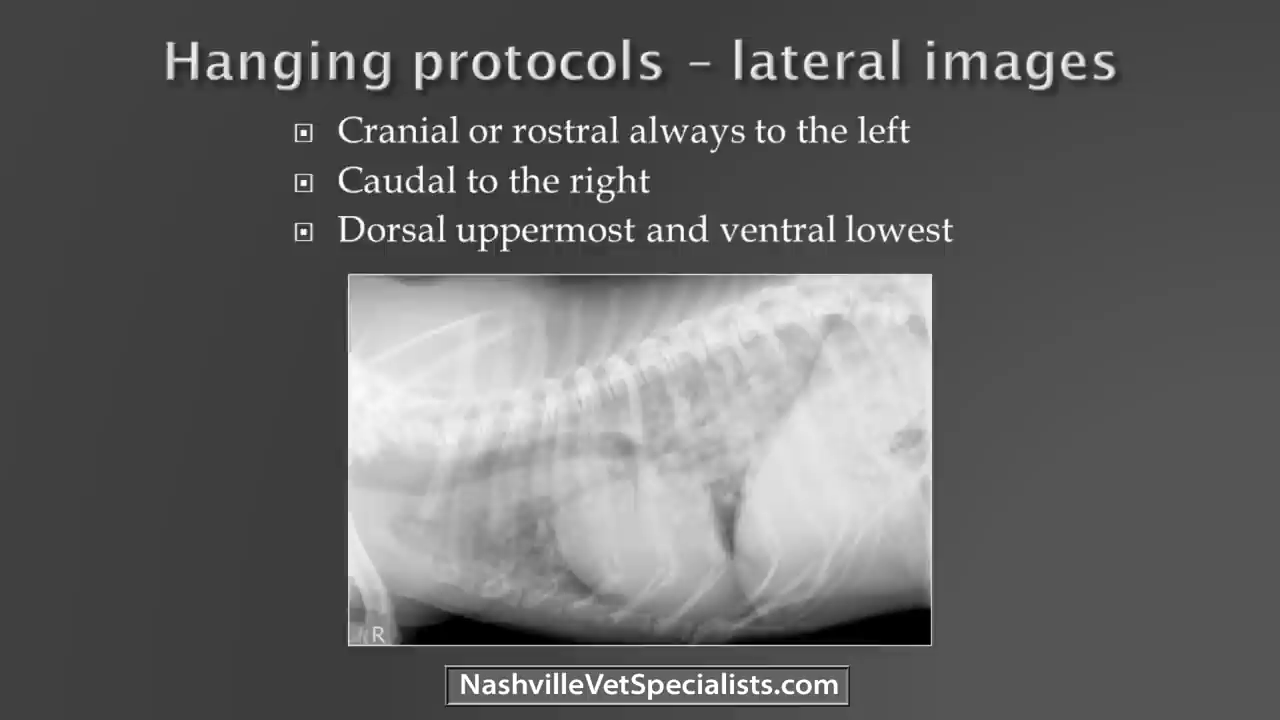 Hanging protocols – lateral images
Cranial or rostral always to the left
Caudal to the right
Dorsal uppermost and ventral lowest
R
NashvilleVetSpecialists.com